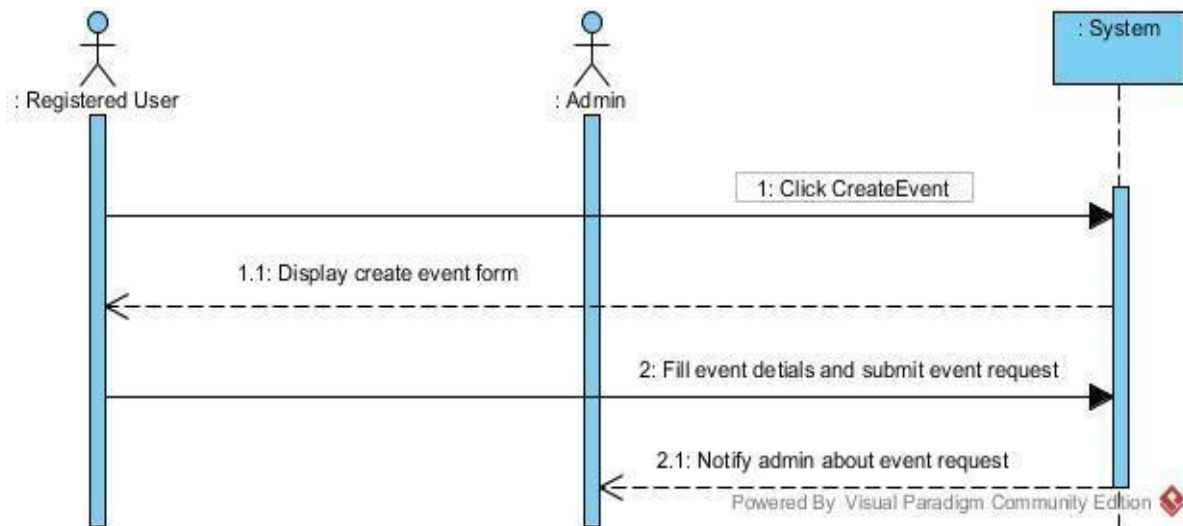 : System
: Registered User
: Admin
1: Click CreateEvent
1.1: Display create event form
2: Fill event detials and submit event request
2.1: Notify admin about event request
Powered By Visual Paradigm Community Edition